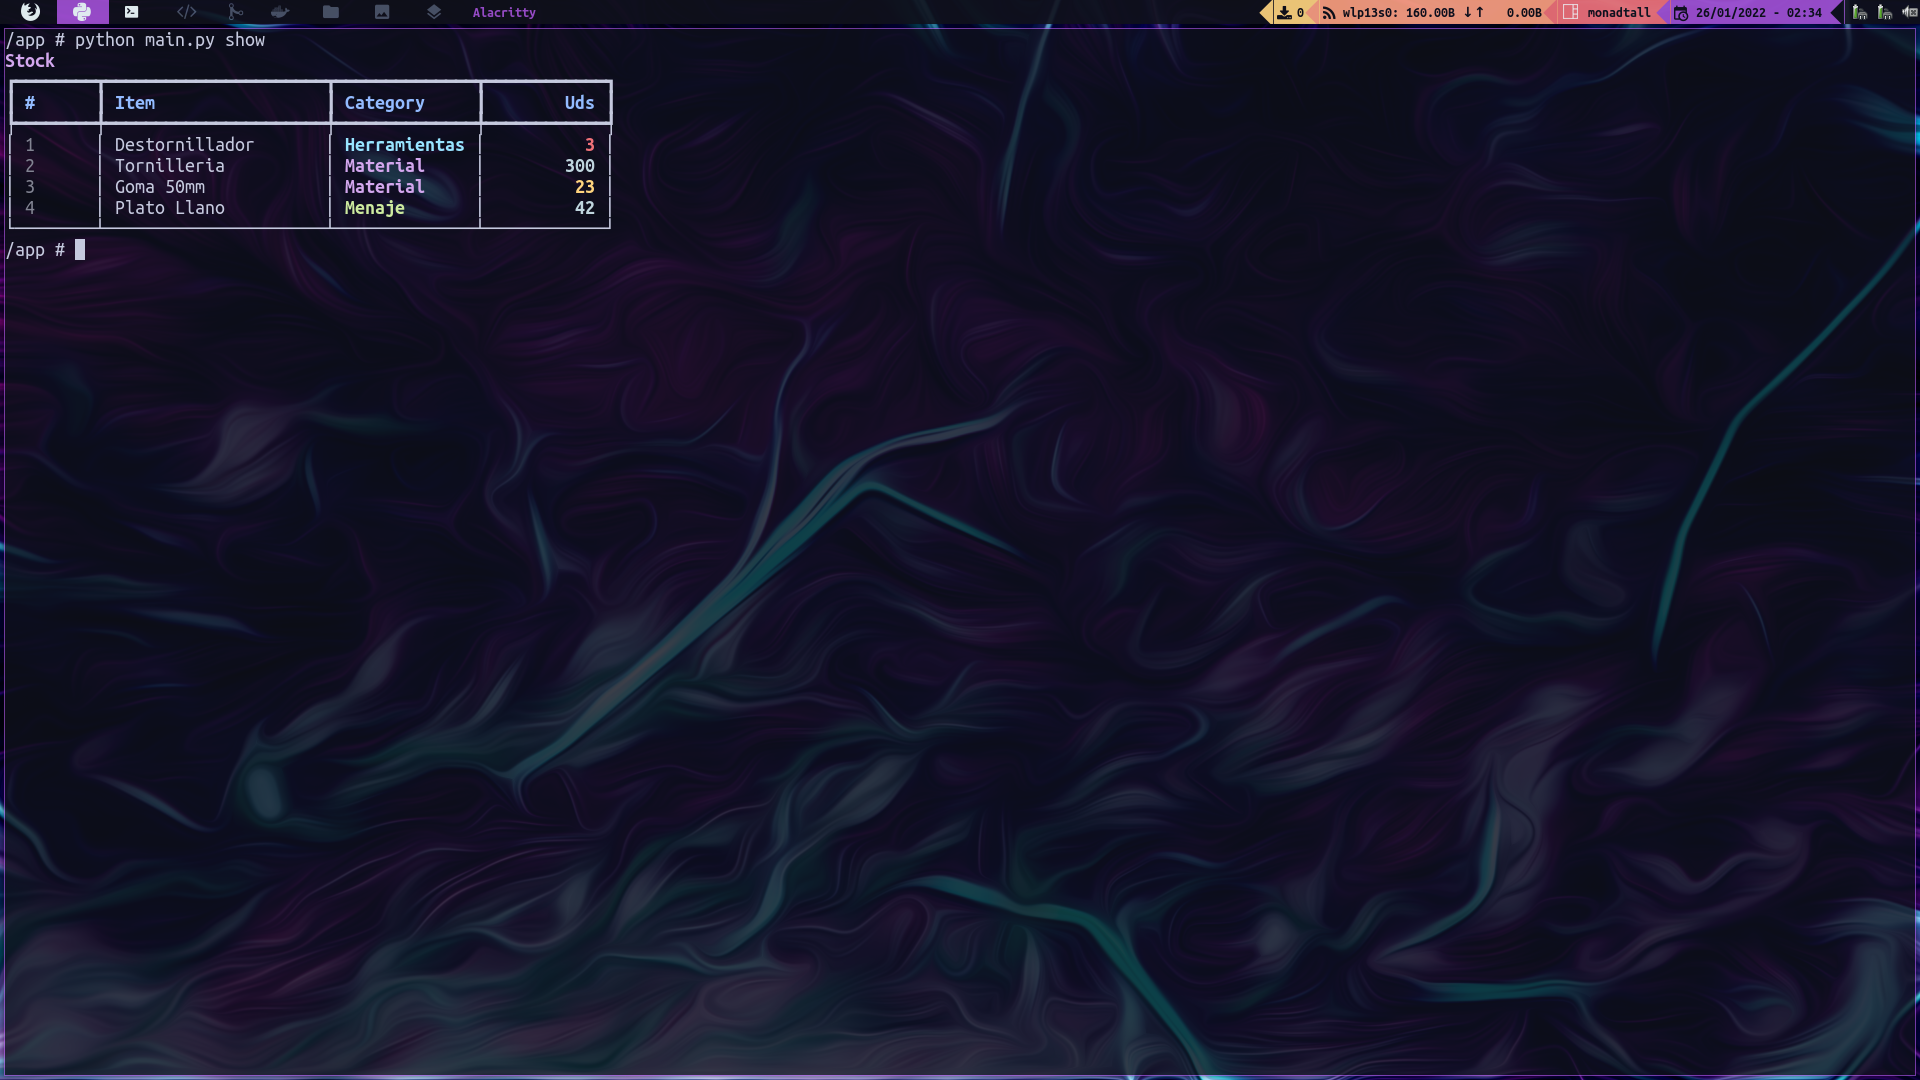 Alacritty 0 wlp13s0: 160.00B ↓↑ 0.00B monadtall 26/01/2022 - 02:34
/app # python main.py show
Stock
# Item Category Uds
1 Destornillador Herramientas 3
2 Tornilleria Material 300
3 Goma 50mm Material 23
4 Plato Llano Menaje 42
/app #